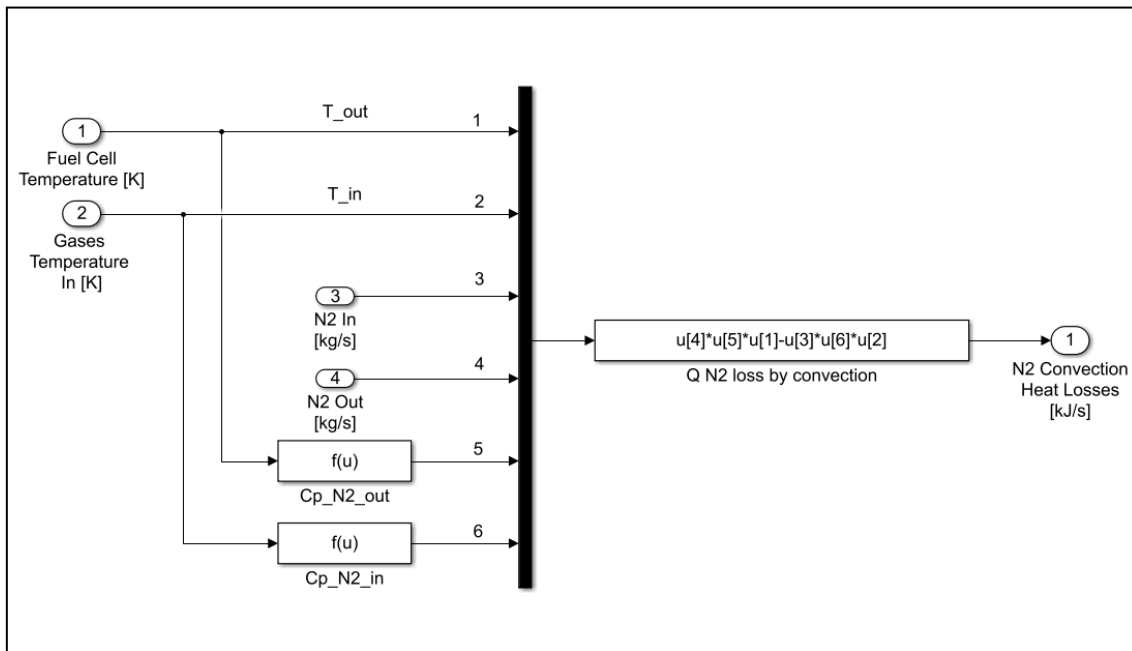 T_out
1
1
Fuel Cell
Temperature [K]
T_in
2
2
Gases
Temperature
In [K]
3
3
N2 In
[kg/s]
u[4]*u[5]*u[1]-u[3]*u[6]*u[2]
Q N2 loss by convection
1
N2 Convection
Heat Losses
[kJ/s]
4
4
N2 Out
[kg/s]
5
f(u)
Cp_N2_out
6
f(u)
Cp_N2_in